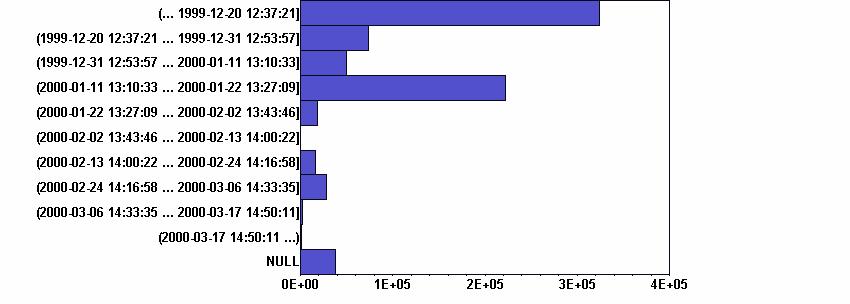 (... 1999-12-20 12:37:21]
(1999-12-20 12:37:21 ... 1999-12-31 12:53:57]
(1999-12-31 12:53:57 ... 2000-01-11 13:10:33]
(2000-01-11 13:10:33 ... 2000-01-22 13:27:09]
(2000-01-22 13:27:09 ... 2000-02-02 13:43:46]
(2000-02-02 13:43:46 ... 2000-02-13 14:00:22]
(2000-02-13 14:00:22 ... 2000-02-24 14:16:58]
(2000-02-24 14:16:58 ... 2000-03-06 14:33:35]
(2000-03-06 14:33:35 ... 2000-03-17 14:50:11]
(2000-03-17 14:50:11 ...)
NULL
0E+00 1E+05 2E+05 3E+05 4E+05